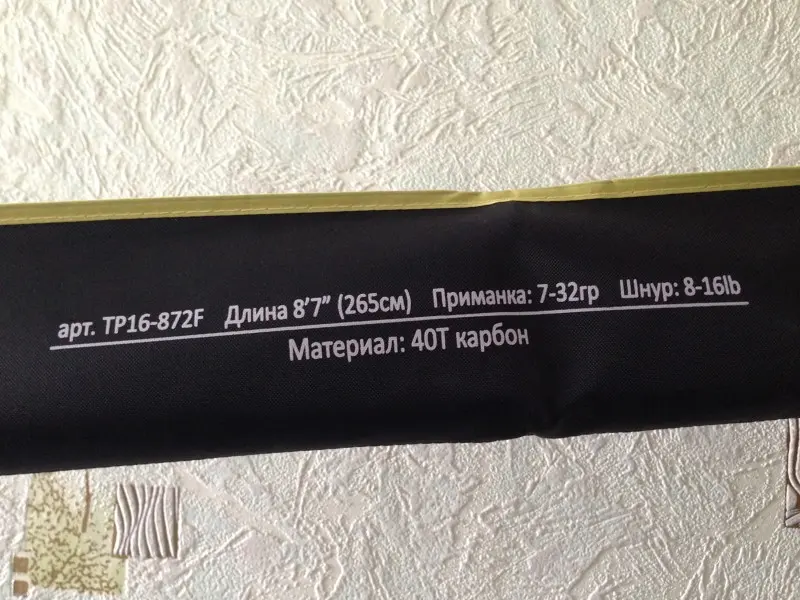 арт. TP16-872F Длина 8’7” (265см) Приманка: 7-32гр Шнур: 8-16lb
Материал: 40Т карбон